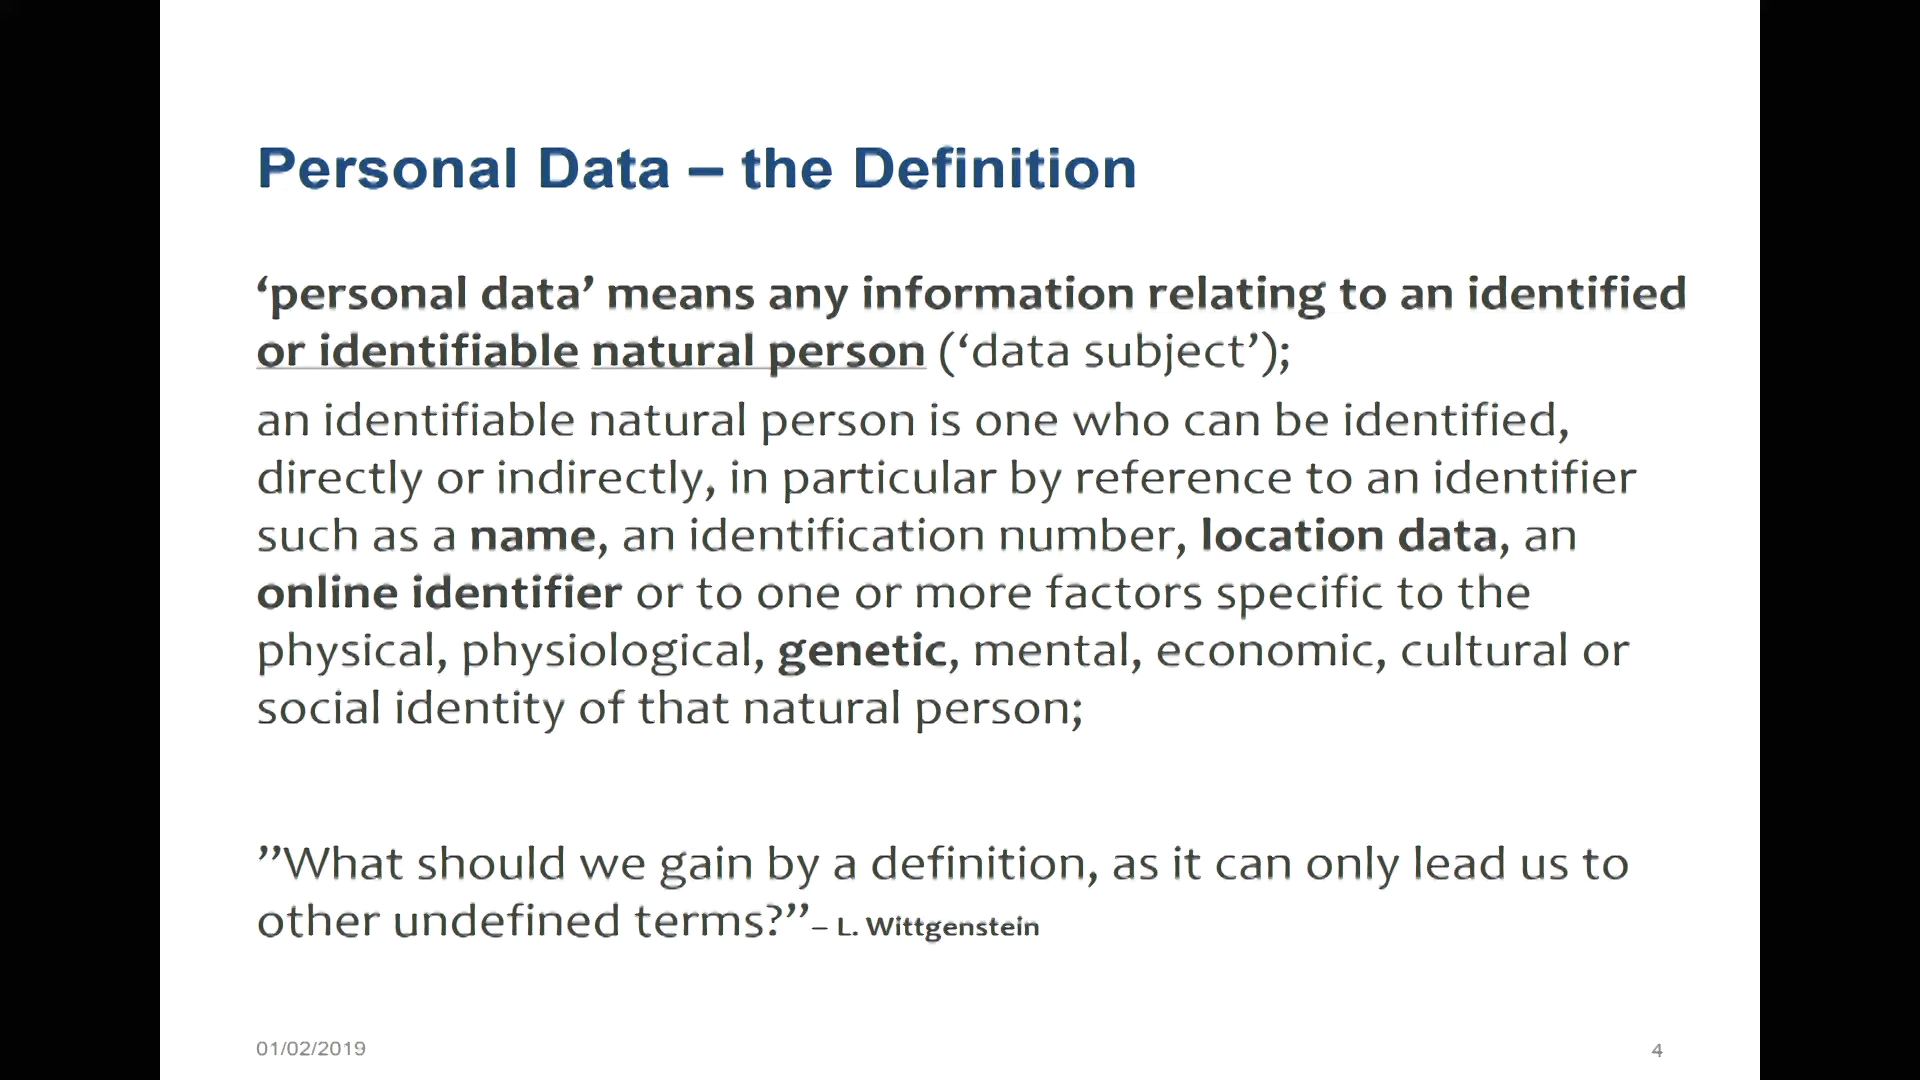 Personal Data – the Definition
‘personal data’ means any information relating to an identified
or identifiable natural person (‘data subject’);
an identifiable natural person is one who can be identified,
directly or indirectly, in particular by reference to an identifier
such as a name, an identification number, location data, an
online identifier or to one or more factors specific to the
physical, physiological, genetic, mental, economic, cultural or
social identity of that natural person;
”What should we gain by a definition, as it can only lead us to
other undefined terms?” – L. Wittgenstein
01/02/2019
4